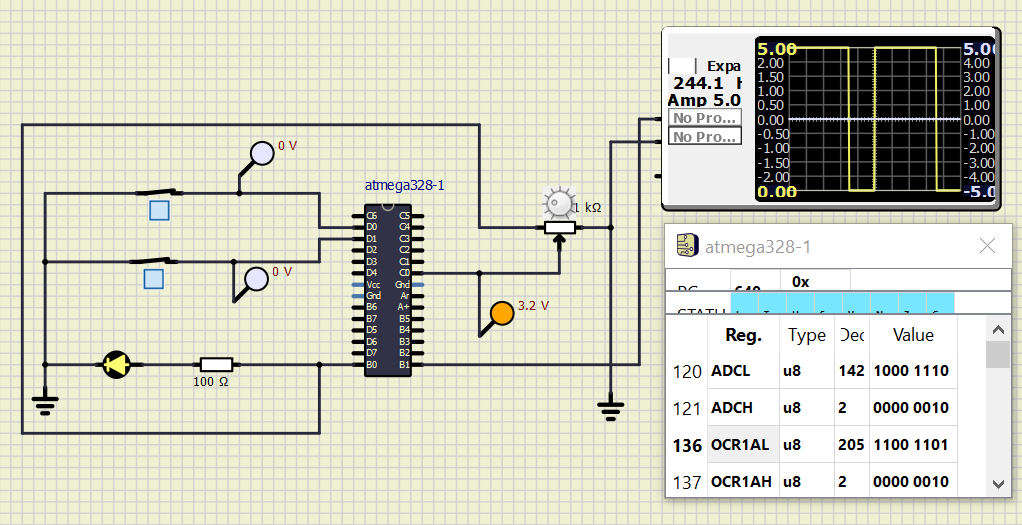 5.00
2.00
1.50
1.00
0.50
0.00
-0.50
-1.00
-1.50
-2.00
0.00
5.00
4.00
3.00
2.00
1.00
0.00
-1.00
-2.00
-3.00
-4.00
-5.0
Expa
244.1
Amp 5.0
No Pro...
No Pro...
0 V
atmega328-1
1 kΩ
C6 C5
D0 C4
D1 C3
D2 C2
D3 C1
D4 C0
Vcc Gnd
Gnd Ar
B6 A+
B7 B5
D5 B4
D6 B3
D7 B2
B0 B1
0 V
3.2 V
100 Ω
atmega328-1
0x
Reg. Type Dec Value
120 ADCL u8 142 1000 1110
121 ADCH u8 2 0000 0010
136 OCR1AL u8 205 1100 1101
137 OCR1AH u8 2 0000 0010